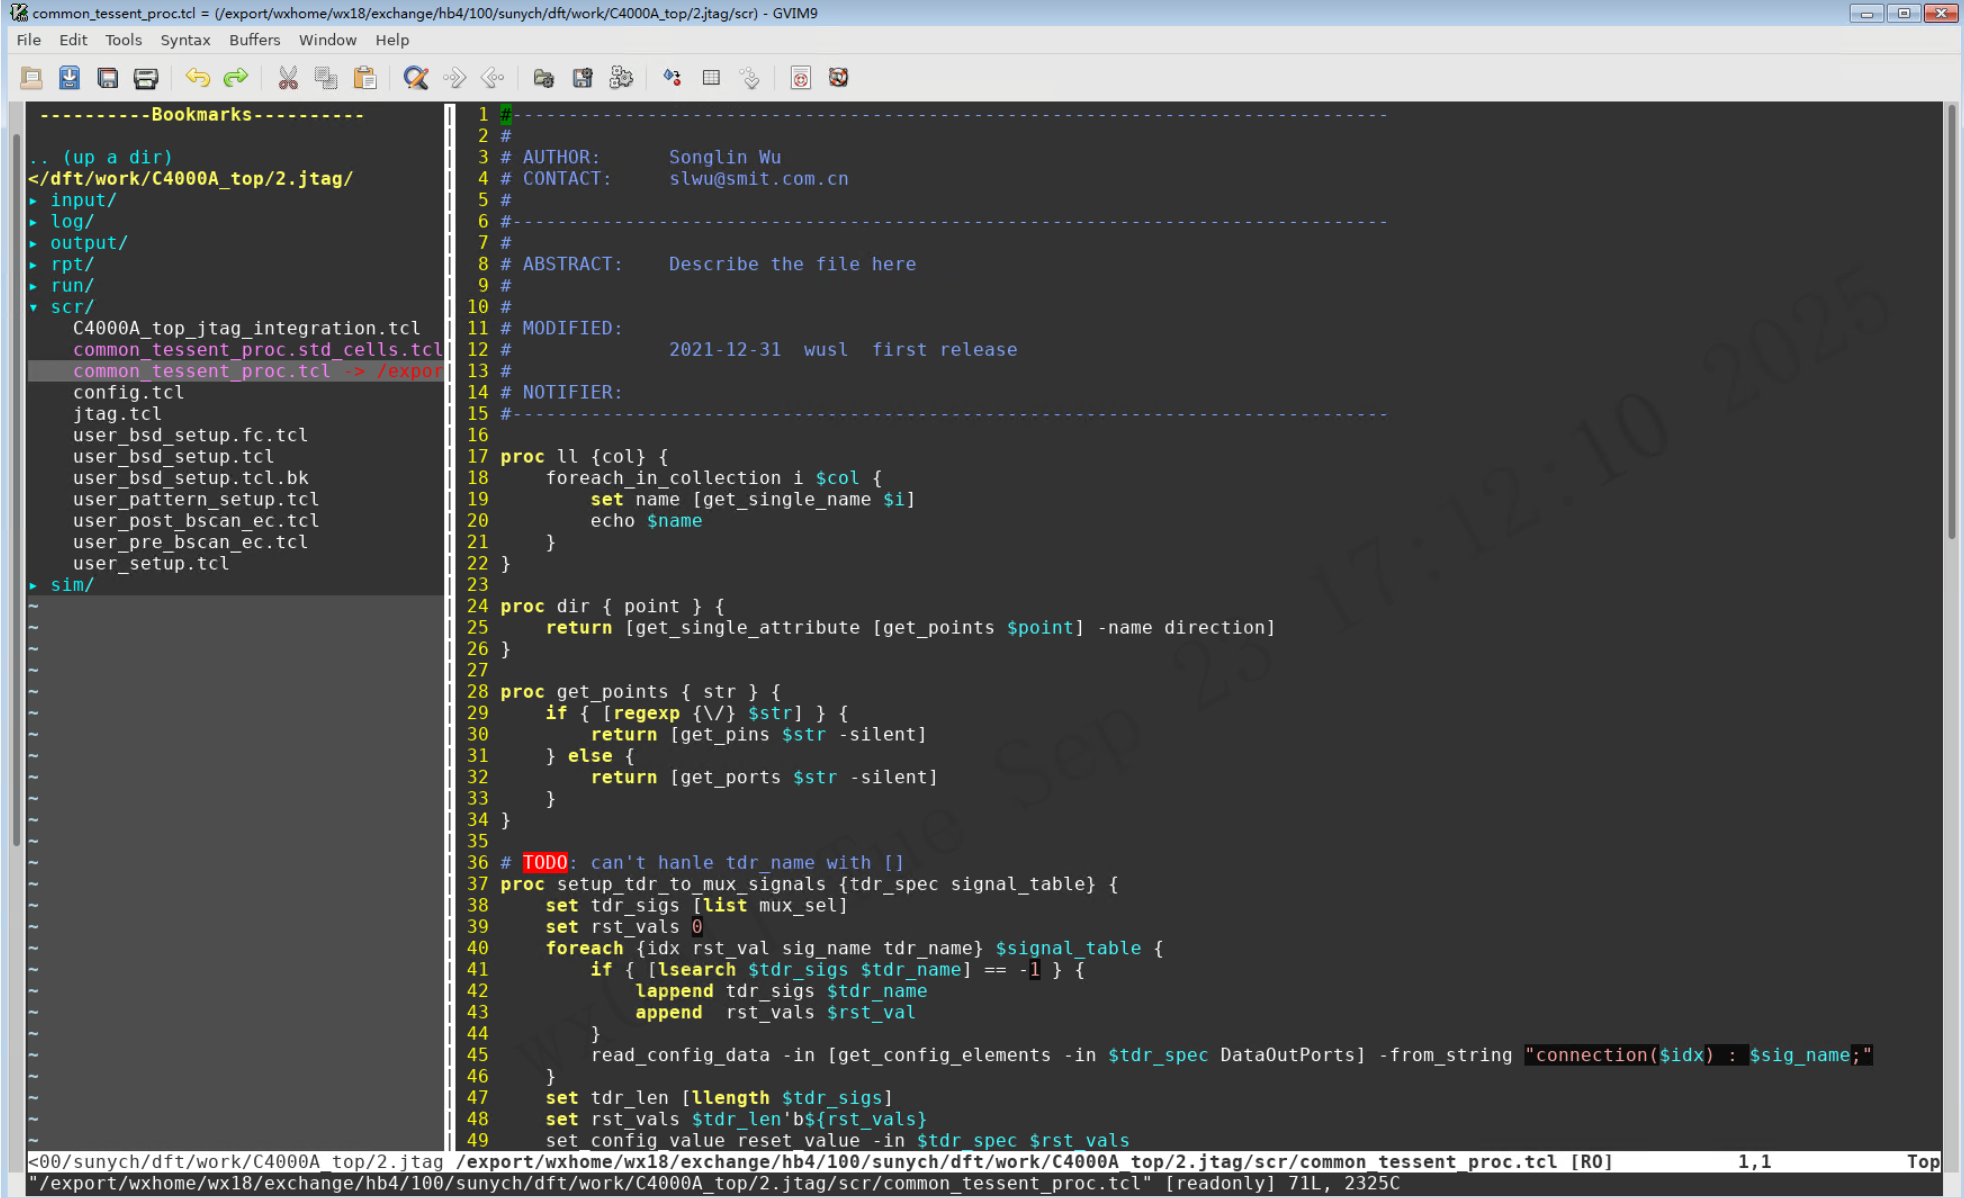 common_tessent_proc.tcl = (/export/wxhome/wx18/exchange/hb4/100/sunych/dft/work/C4000A_top/2.jtag/scr) - GVIM9
File Edit Tools Syntax Buffers Window Help
----------Bookmarks----------
.. (up a dir)
</dft/work/C4000A_top/2.jtag/
▸ input/
▸ log/
▸ output/
▸ rpt/
▸ run/
▾ scr/
C4000A_top_jtag_integration.tcl
common_tessent_proc.std_cells.tcl
common_tessent_proc.tcl -> /expor
config.tcl
jtag.tcl
user_bsd_setup.fc.tcl
user_bsd_setup.tcl
user_bsd_setup.tcl.bk
user_pattern_setup.tcl
user_post_bscan_ec.tcl
user_pre_bscan_ec.tcl
user_setup.tcl
▸ sim/
1 #------------------------------------------------------------------------------
2 #
3 # AUTHOR:      Songlin Wu
4 # CONTACT:     slwu@smit.com.cn
5 #
6 #------------------------------------------------------------------------------
7 #
8 # ABSTRACT:    Describe the file here
9 #
10 #
11 # MODIFIED:
12 #              2021-12-31  wusl  first release
13 #
14 # NOTIFIER:
15 #------------------------------------------------------------------------------
16
17 proc ll {col} {
18     foreach_in_collection i $col {
19         set name [get_single_name $i]
20         echo $name
21     }
22 }
23
24 proc dir { point } {
25     return [get_single_attribute [get_points $point] -name direction]
26 }
27
28 proc get_points { str } {
29     if { [regexp {\/} $str] } {
30         return [get_pins $str -silent]
31     } else {
32         return [get_ports $str -silent]
33     }
34 }
35
36 # TODO: can't hanle tdr_name with []
37 proc setup_tdr_to_mux_signals {tdr_spec signal_table} {
38     set tdr_sigs [list mux_sel]
39     set rst_vals 0
40     foreach {idx rst_val sig_name tdr_name} $signal_table {
41         if { [lsearch $tdr_sigs $tdr_name] == -1 } {
42             lappend tdr_sigs $tdr_name
43             append  rst_vals $rst_val
44         }
45         read_config_data -in [get_config_elements -in $tdr_spec DataOutPorts] -from_string "connection($idx) : $sig_name;"
46     }
47     set tdr_len [llength $tdr_sigs]
48     set rst_vals $tdr_len'b${rst_vals}
49     set_config_value reset_value -in $tdr_spec $rst_vals
<00/sunych/dft/work/C4000A_top/2.jtag /export/wxhome/wx18/exchange/hb4/100/sunych/dft/work/C4000A_top/2.jtag/scr/common_tessent_proc.tcl [RO] 1,1 Top
"/export/wxhome/wx18/exchange/hb4/100/sunych/dft/work/C4000A_top/2.jtag/scr/common_tessent_proc.tcl" [readonly] 71L, 2325C
Tue Sep 23 17:12:10 2025